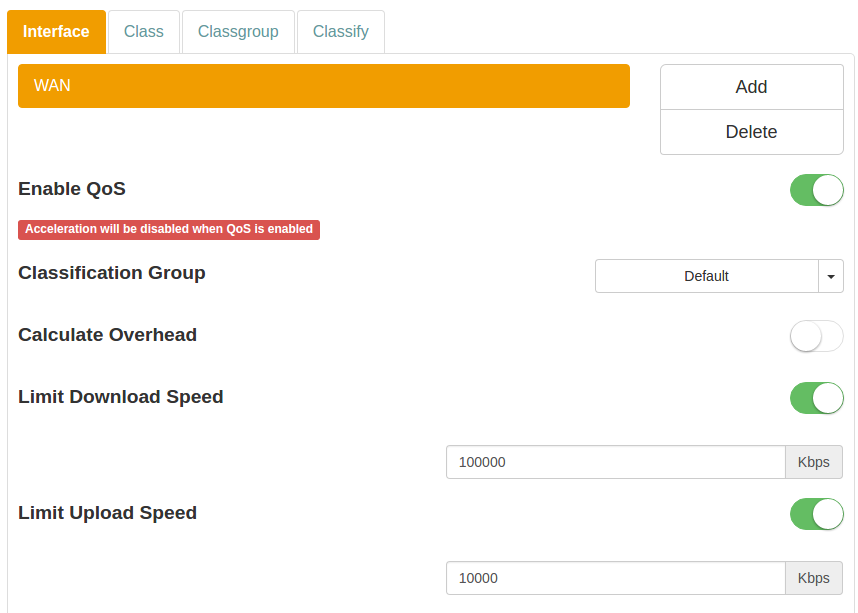 Interface Class Classgroup Classify
WAN
Add
Delete
Enable QoS
Acceleration will be disabled when QoS is enabled
Classification Group
Default
Calculate Overhead
Limit Download Speed
100000 Kbps
Limit Upload Speed
10000 Kbps